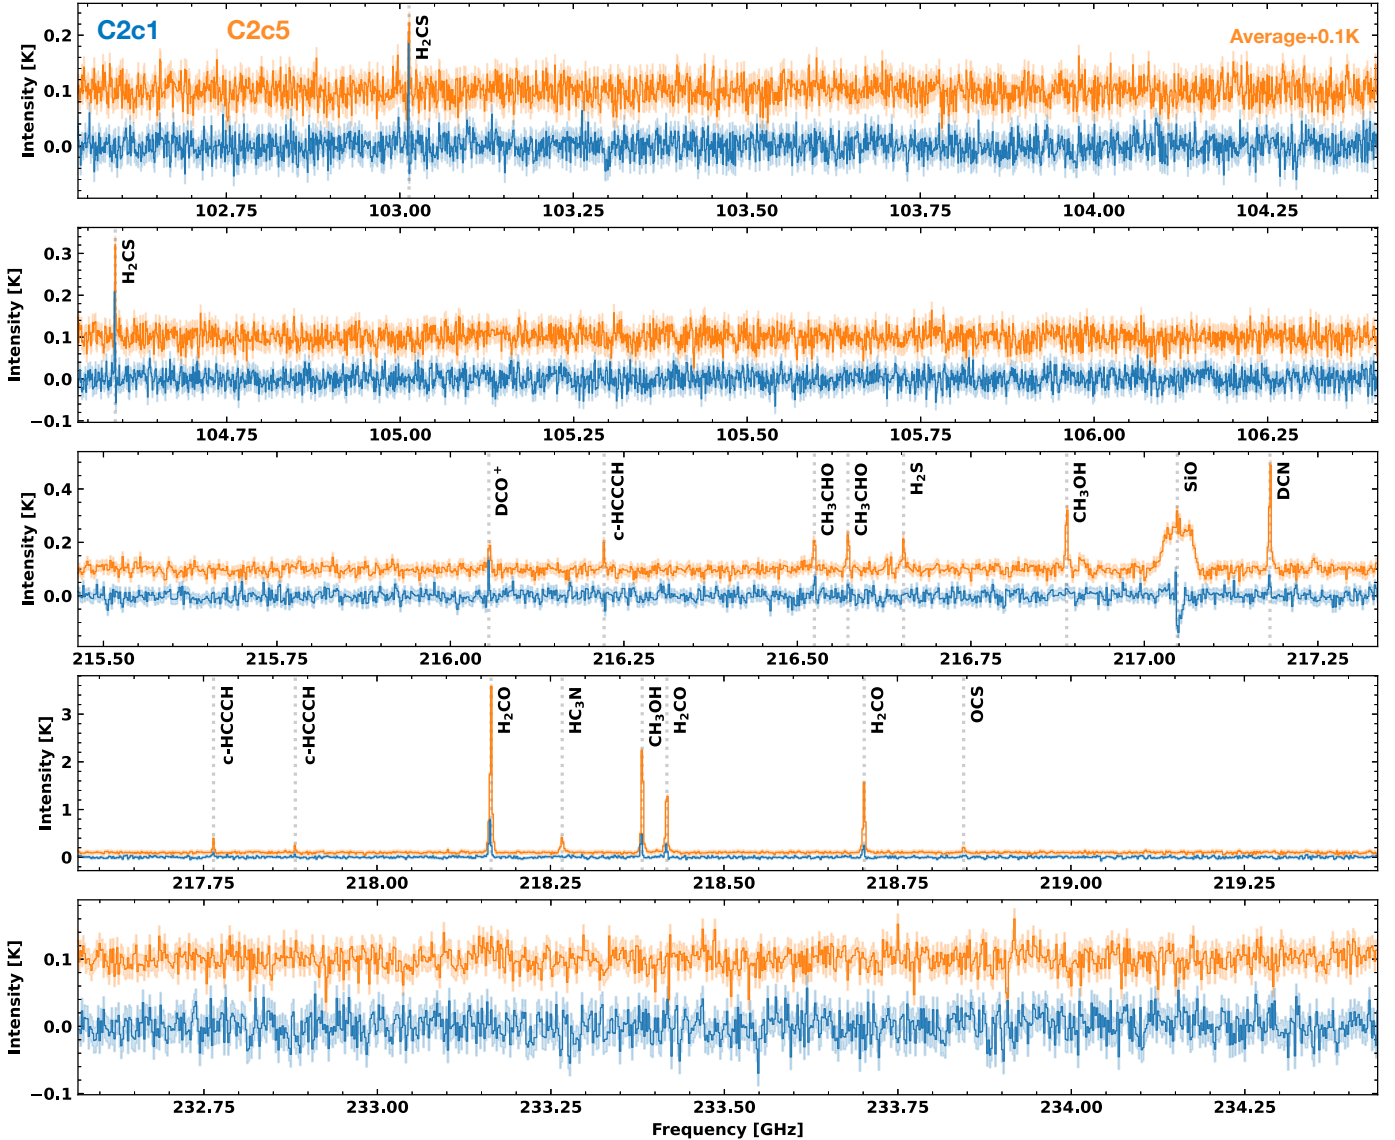 C2c1 C2c5 Average+0.1K
H₂CS
Intensity [K]
0.2
0.1
0.0
102.75 103.00 103.25 103.50 103.75 104.00 104.25
H₂CS
Intensity [K]
0.3
0.2
0.1
0.0
−0.1
104.75 105.00 105.25 105.50 105.75 106.00 106.25
DCO⁺ c-HCCCH CH₃CHO CH₃CHO H₂S CH₃OH SiO DCN
Intensity [K]
0.4
0.2
0.0
215.50 215.75 216.00 216.25 216.50 216.75 217.00 217.25
c-HCCCH c-HCCCH H₂CO HC₃N CH₃OH H₂CO H₂CO OCS
Intensity [K]
3
2
1
0
217.75 218.00 218.25 218.50 218.75 219.00 219.25
Intensity [K]
0.1
0.0
−0.1
232.75 233.00 233.25 233.50 233.75 234.00 234.25
Frequency [GHz]